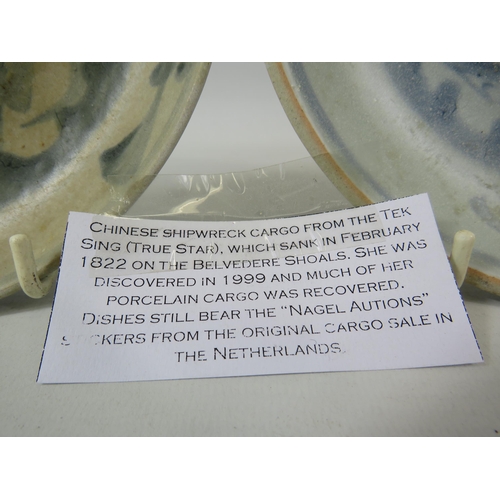 CHINESE SHIPWRECK CARGO FROM THE TEK
SING (TRUE STAR), WHICH SANK IN FEBRUARY
1822 ON THE BELVEDERE SHOALS. SHE WAS
DISCOVERED IN 1999 AND MUCH OF HER
PORCELAIN CARGO WAS RECOVERED.
DISHES STILL BEAR THE "NAGEL AUTIONS"
STICKERS FROM THE ORIGINAL CARGO SALE IN
THE NETHERLANDS.